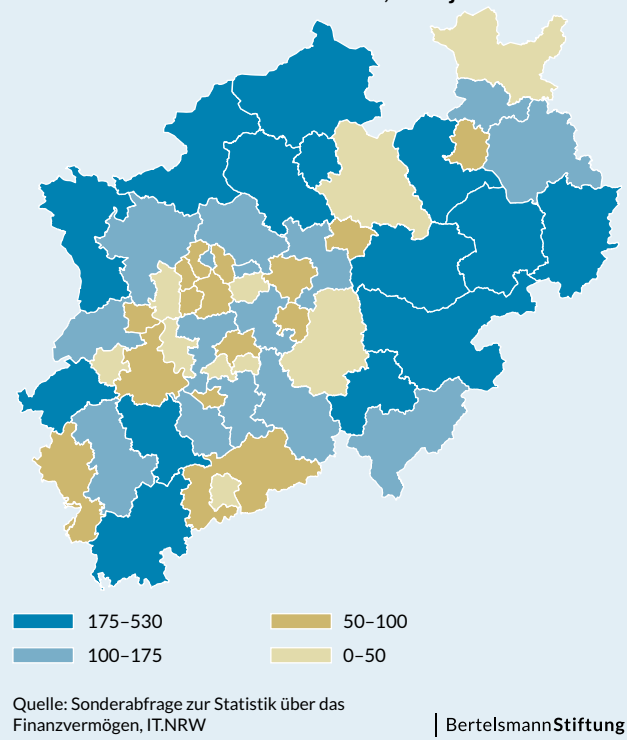 175–530
50–100
100–175
0–50
Quelle: Sonderabfrage zur Statistik über das
Finanzvermögen, IT.NRW
BertelsmannStiftung